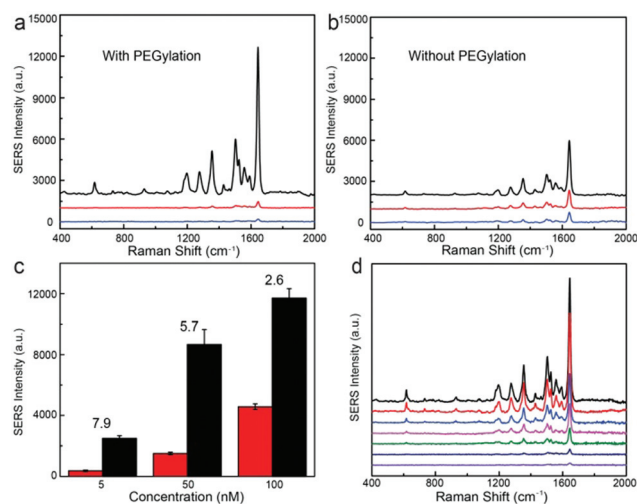 a
With PEGylation
SERS Intensity (a.u.)
15000
12000
9000
6000
3000
0
400 800 1200 1600 2000
Raman Shift (cm⁻¹)
b
Without PEGylation
SERS Intensity (a.u.)
15000
12000
9000
6000
3000
0
400 800 1200 1600 2000
Raman Shift (cm⁻¹)
c
SERS Intensity (a.u.)
12000
8000
4000
0
7.9
5.7
2.6
5 50 100
Concentration (nM)
d
SERS Intensity (a.u.)
400 800 1200 1600 2000
Raman Shift (cm⁻¹)